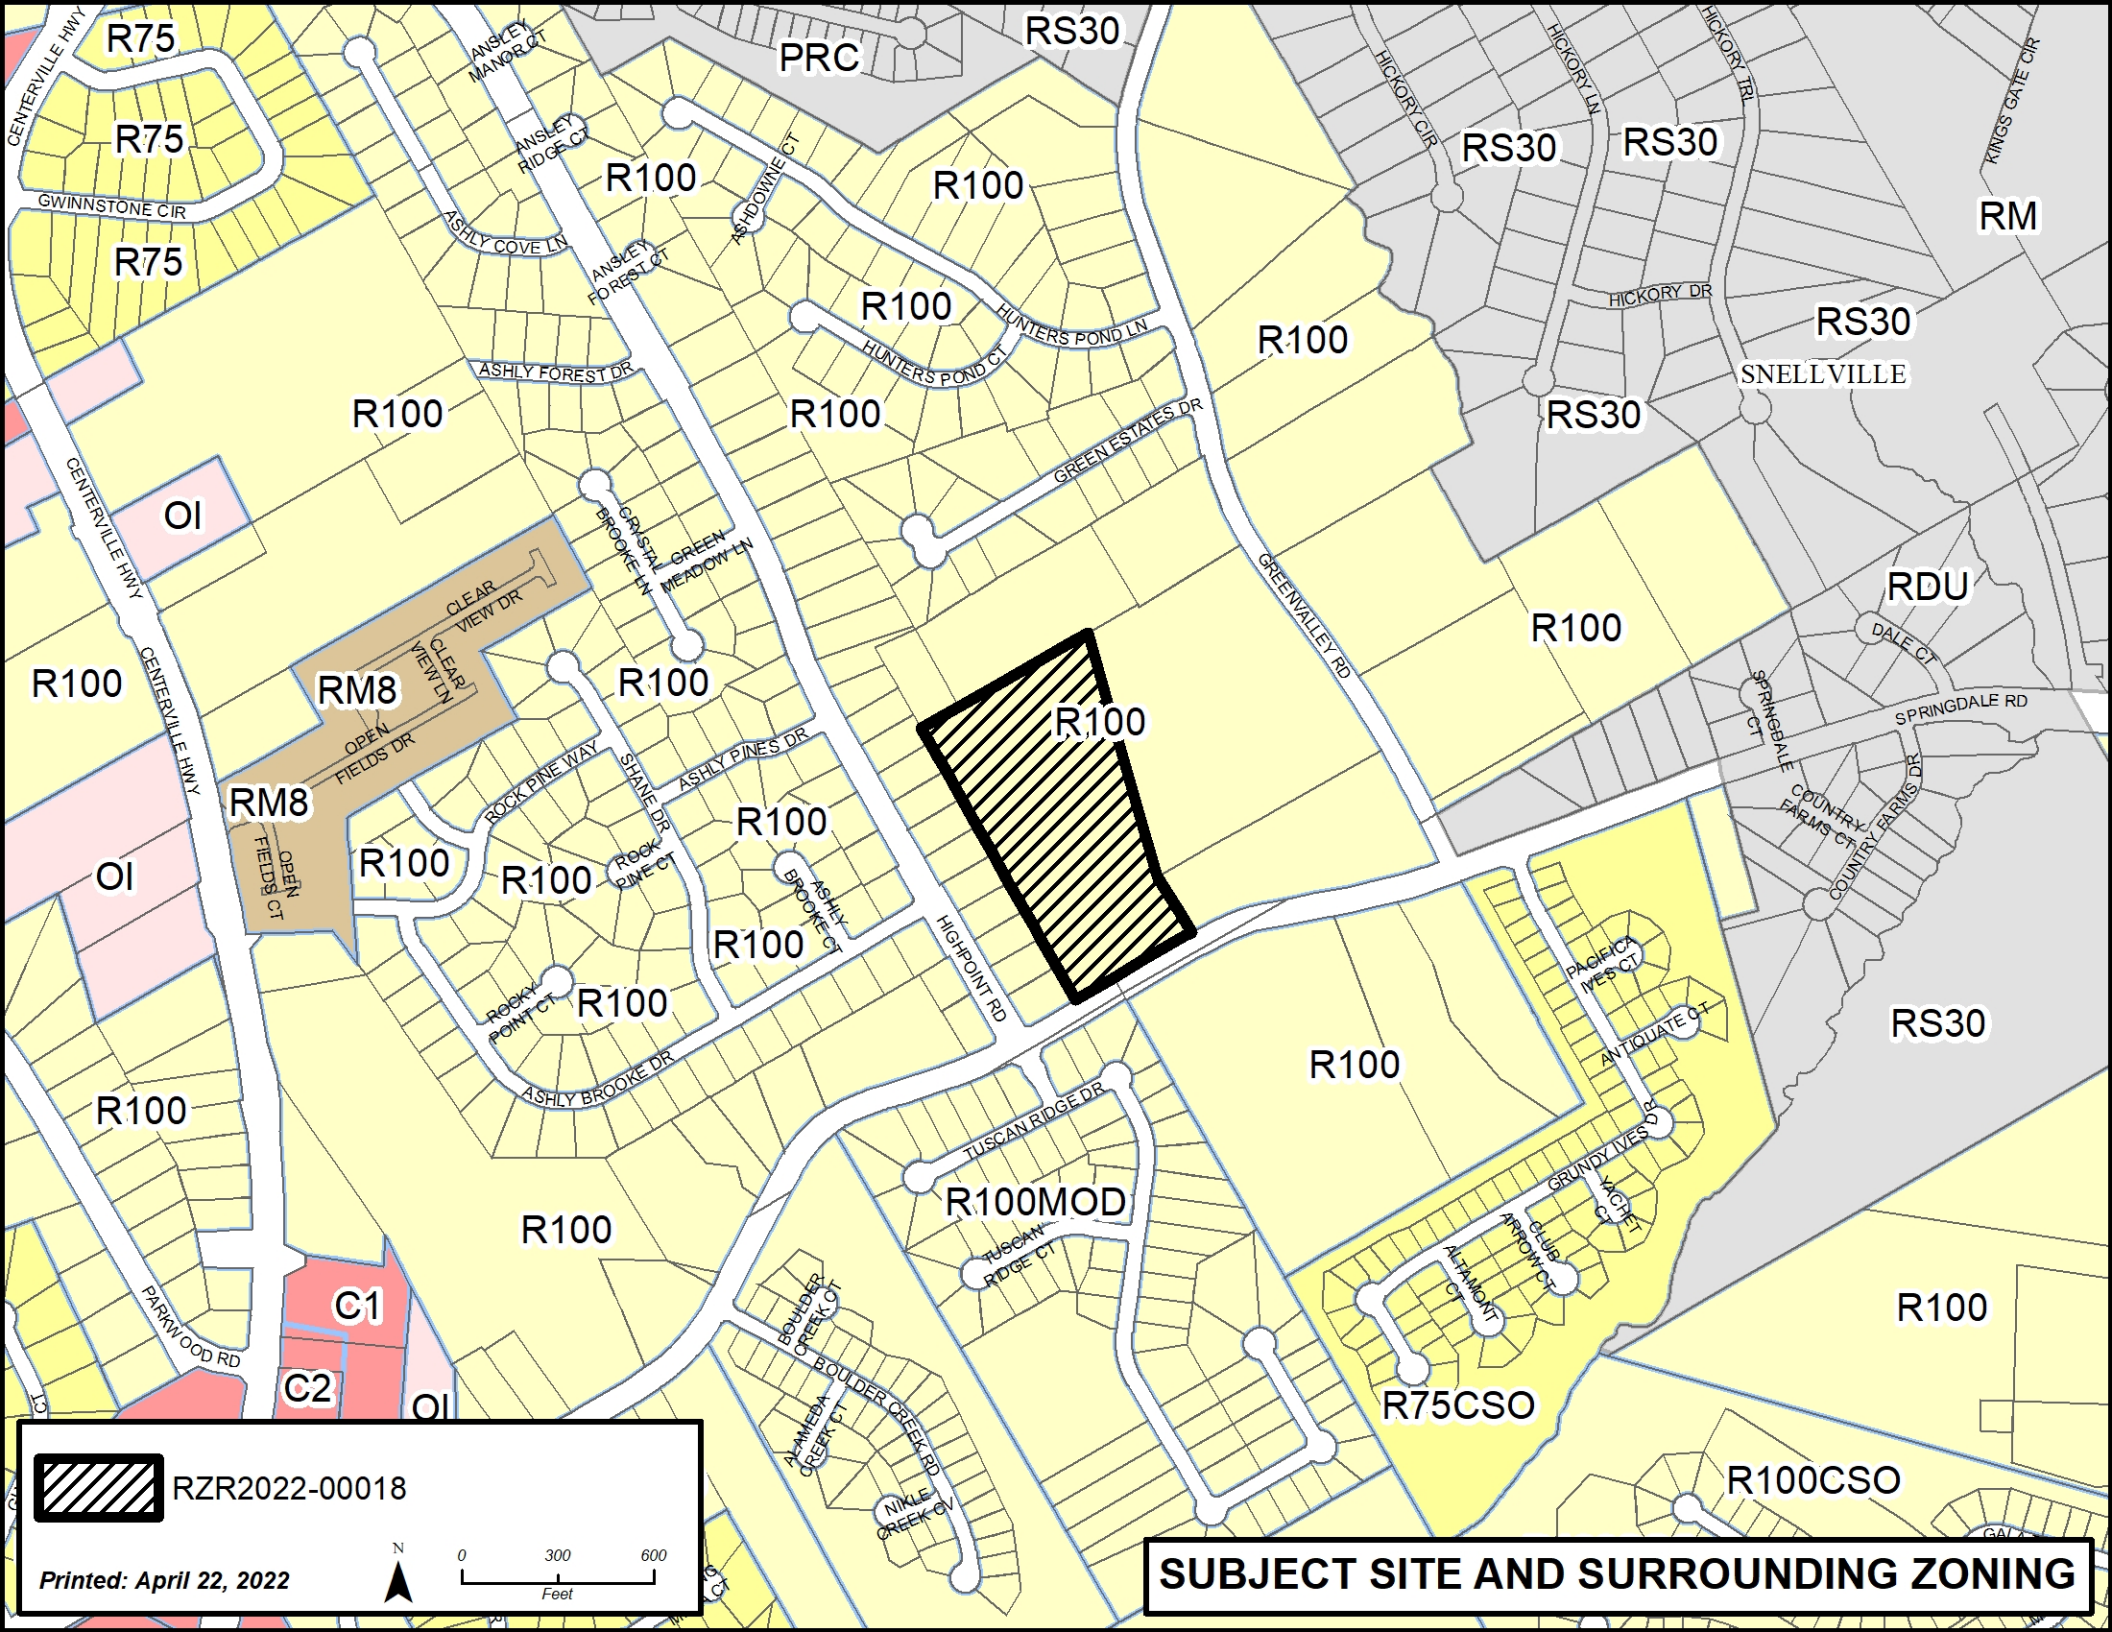 CENTERVILLE HWY
R75
ANSLEY
MANOR CT
PRC
RS30
HICKORY CIR
HICKORY LN
HICKORY TRL
KINGS GATE CIR
R75
ANSLEY
RIDGE CT
R100
ASHDOWNE CT
R100
RS30
RS30
RM
GWINNSTONE CIR
ASHLY COVE LN
R75
ANSLEY
FOREST CT
R100
HUNTERS POND LN
HUNTERS POND CT
R100
HICKORY DR
RS30
SNELLVILLE
ASHLY FOREST DR
R100
R100
GREEN ESTATES DR
RS30
CENTERVILLE HWY
OI
CRYSTAL
BROOKE LN
GREEN
MEADOW LN
GREENVALLEY RD
RDU
CLEAR
VIEW DR
CLEAR
VIEW LN
R100
DALE CT
R100
CENTERVILLE HWY
RM8
R100
R100
SPRINGDALE
CT
SPRINGDALE RD
OPEN
FIELDS DR
ROCK PINE WAY
SHANE DR
ASHLY PINES DR
RM8
R100
COUNTRY
FARMS CT
COUNTRY FARMS DR
OI
OPEN
FIELDS CT
R100
R100
ROCK
PINE CT
ASHLY
BROOKE CT
R100
HIGHPOINT RD
PACIFICA
IVES CT
ROCKY
POINT CT
R100
ANTIQUATE CT
RS30
ASHLY BROOKE DR
R100
R100
TUSCAN RIDGE DR
GRUNDY IVES DR
R100MOD
YACHET
CT
R100
TUSCAN
RIDGE CT
CLUB
ARROW CT
ALTAMONT
CT
PARKWOOD RD
C1
BOULDER
CREEK CT
R100
BOULDER CREEK RD
C2
OI
ALAMEDA
CREEK CT
R75CSO
CT
R100CSO
NIKLE
CREEK CV
RZR2022-00018
N
0 300 600
Feet
Printed: April 22, 2022
SUBJECT SITE AND SURROUNDING ZONING